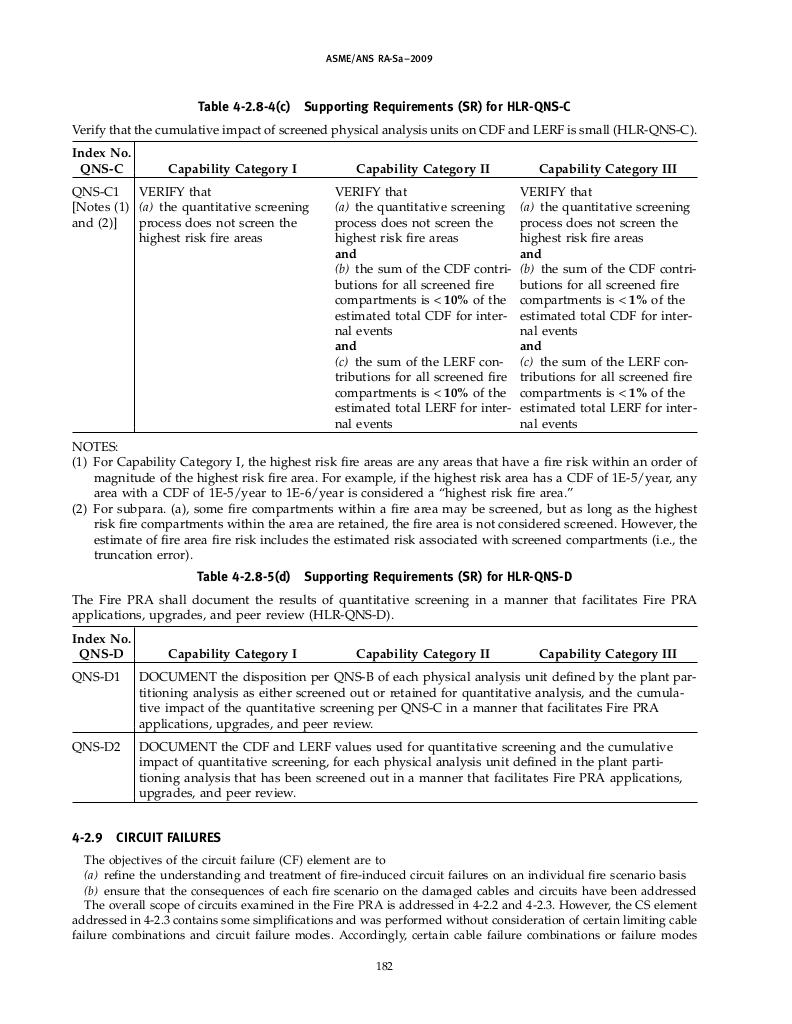 ASME/ANS RA-Sa–2009
Table 4-2.8-4(c) Supporting Requirements (SR) for HLR-QNS-C
Verify that the cumulative impact of screened physical analysis units on CDF and LERF is small (HLR-QNS-C).
Index No.
QNS-C
Capability Category I
Capability Category II
Capability Category III
QNS-C1
[Notes (1)
and (2)]
VERIFY that
(a) the quantitative screening
process does not screen the
highest risk fire areas
VERIFY that
(a) the quantitative screening
process does not screen the
highest risk fire areas
and
(b) the sum of the CDF contri-
butions for all screened fire
compartments is <10% of the
estimated total CDF for inter-
nal events
and
(c) the sum of the LERF con-
tributions for all screened fire
compartments is <10% of the
estimated total LERF for inter-
nal events
VERIFY that
(a) the quantitative screening
process does not screen the
highest risk fire areas
and
(b) the sum of the CDF contri-
butions for all screened fire
compartments is <1% of the
estimated total CDF for inter-
nal events
and
(c) the sum of the LERF con-
tributions for all screened fire
compartments is <1% of the
estimated total LERF for inter-
nal events
NOTES:
(1) For Capability Category I, the highest risk fire areas are any areas that have a fire risk within an order of
magnitude of the highest risk fire area. For example, if the highest risk area has a CDF of 1E-5/year, any
area with a CDF of 1E-5/year to 1E-6/year is considered a “highest risk fire area.”
(2) For subpara. (a), some fire compartments within a fire area may be screened, but as long as the highest
risk fire compartments within the area are retained, the fire area is not considered screened. However, the
estimate of fire area fire risk includes the estimated risk associated with screened compartments (i.e., the
truncation error).
Table 4-2.8-5(d) Supporting Requirements (SR) for HLR-QNS-D
The Fire PRA shall document the results of quantitative screening in a manner that facilitates Fire PRA
applications, upgrades, and peer review (HLR-QNS-D).
Index No.
QNS-D
Capability Category I
Capability Category II
Capability Category III
QNS-D1
DOCUMENT the disposition per QNS-B of each physical analysis unit defined by the plant par-
titioning analysis as either screened out or retained for quantitative analysis, and the cumula-
tive impact of the quantitative screening per QNS-C in a manner that facilitates Fire PRA
applications, upgrades, and peer review.
QNS-D2
DOCUMENT the CDF and LERF values used for quantitative screening and the cumulative
impact of quantitative screening, for each physical analysis unit defined in the plant parti-
tioning analysis that has been screened out in a manner that facilitates Fire PRA applications,
upgrades, and peer review.
4-2.9 CIRCUIT FAILURES
The objectives of the circuit failure (CF) element are to
(a) refine the understanding and treatment of fire-induced circuit failures on an individual fire scenario basis
(b) ensure that the consequences of each fire scenario on the damaged cables and circuits have been addressed
The overall scope of circuits examined in the Fire PRA is addressed in 4-2.2 and 4-2.3. However, the CS element
addressed in 4-2.3 contains some simplifications and was performed without consideration of certain limiting cable
failure combinations and circuit failure modes. Accordingly, certain cable failure combinations or failure modes
182